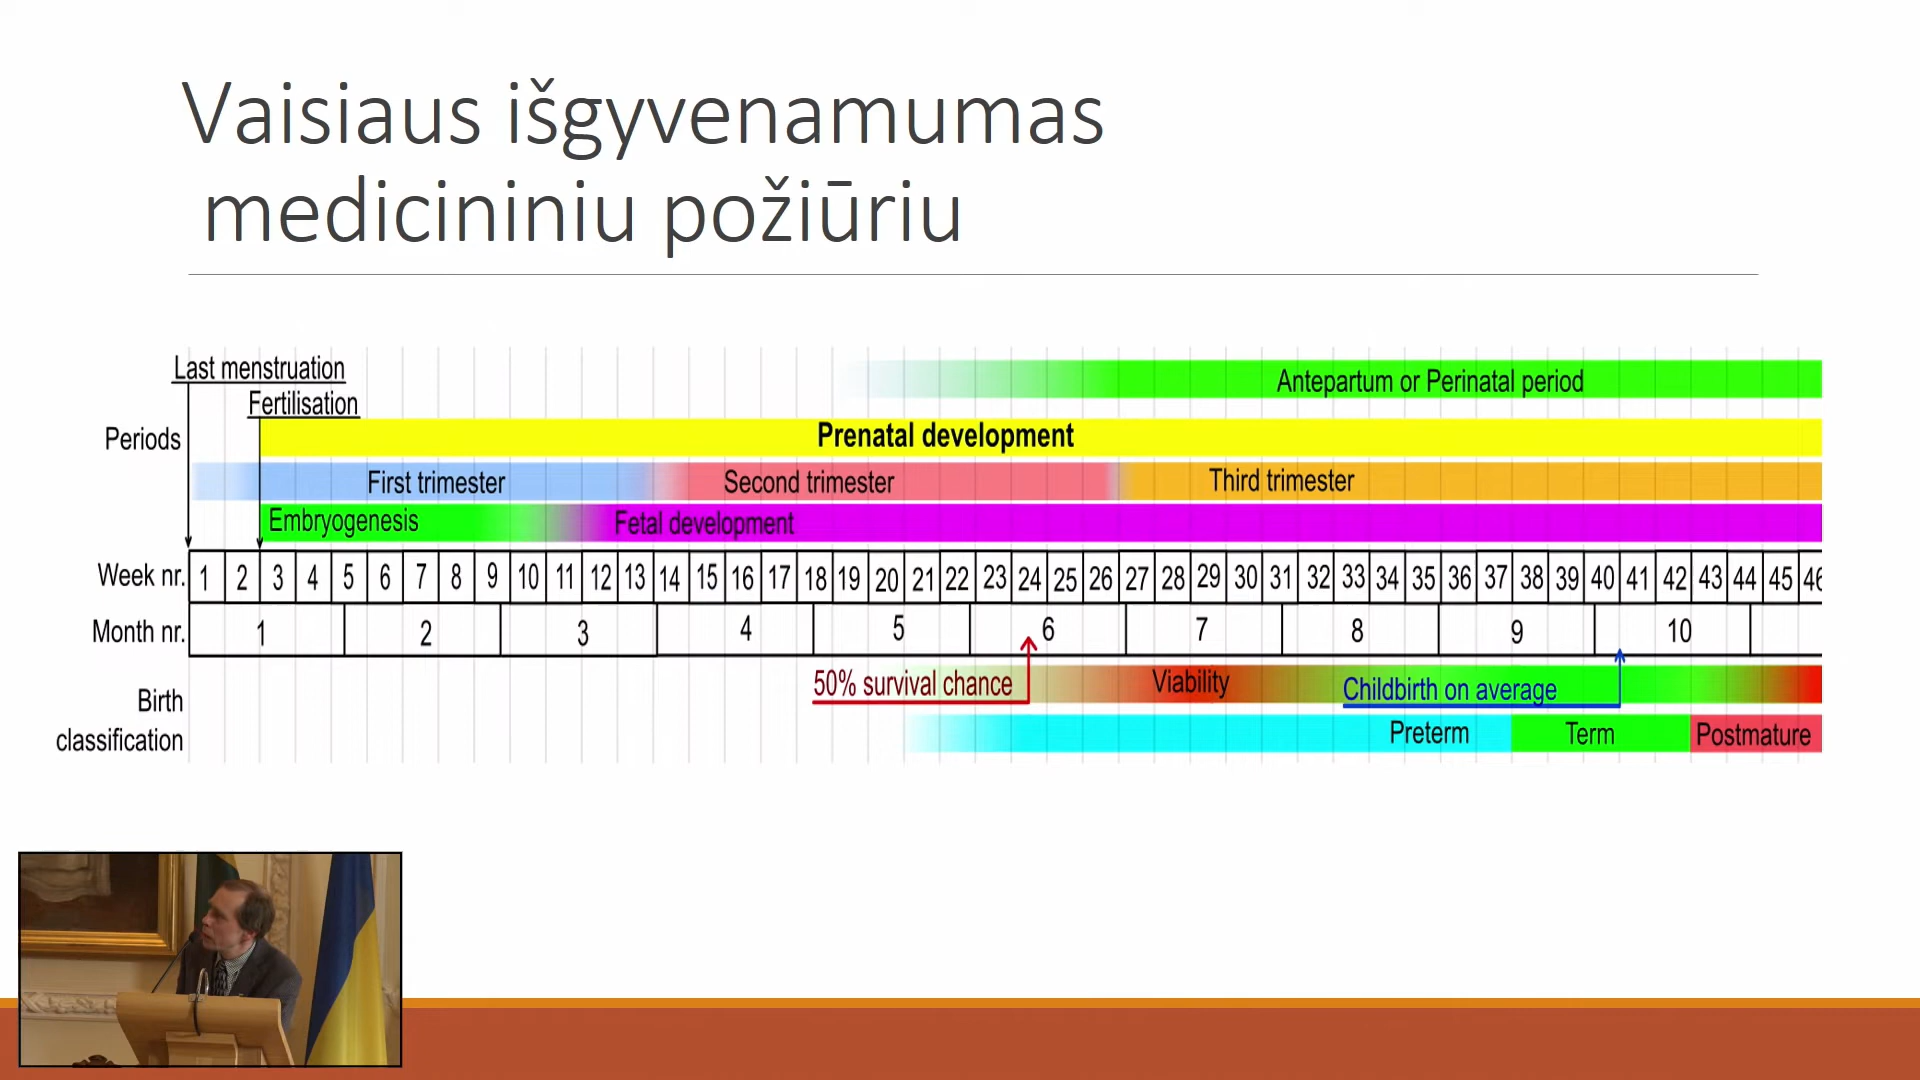 Vaisiaus išgyvenamumas
medicininiu požiūriu
Last menstruation
Antepartum or Perinatal period
Fertilisation
Periods
Prenatal development
First trimester Second trimester Third trimester
Embryogenesis Fetal development
Week nr. 1 2 3 4 5 6 7 8 9 10 11 12 13 14 15 16 17 18 19 20 21 22 23 24 25 26 27 28 29 30 31 32 33 34 35 36 37 38 39 40 41 42 43 44 45 46
Month nr. 1 2 3 4 5 6 7 8 9 10
50% survival chance Viability Childbirth on average
Birth
classification
Preterm Term Postmature